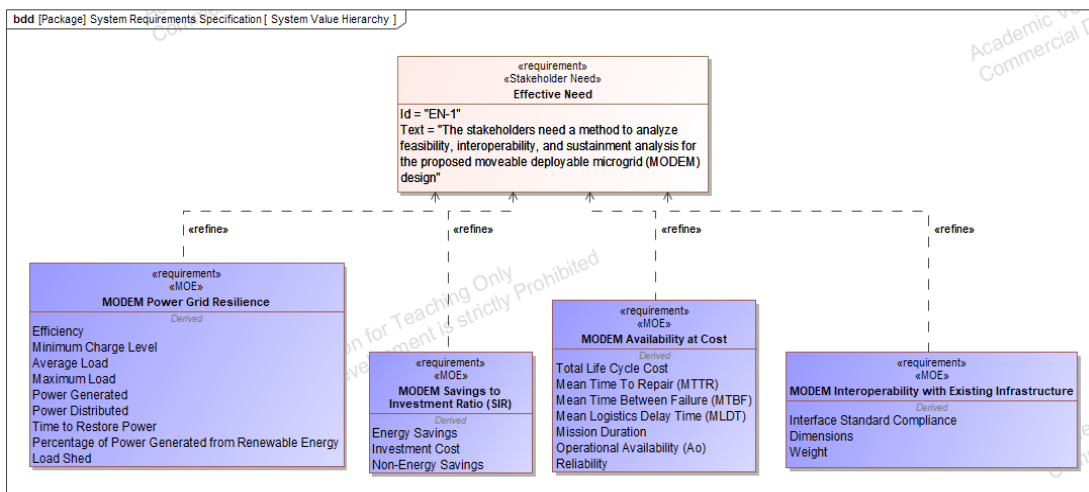 bdd [Package] System Requirements Specification [ System Value Hierarchy ]
Academic Ve
Commercial D
«requirement»
«Stakeholder Need»
Effective Need
Id = "EN-1"
Text = "The stakeholders need a method to analyze
feasibility, interoperability, and sustainment analysis for
the proposed moveable deployable microgrid (MODEM)
design"
«refine»
«refine»
«refine»
«refine»
«requirement»
«MOE»
MODEM Power Grid Resilience
Derived
Efficiency
Minimum Charge Level
Average Load
Maximum Load
Power Generated
Power Distributed
Time to Restore Power
Percentage of Power Generated from Renewable Energy
Load Shed
on for Teaching Only
elopment is strictly Prohibited
«requirement»
«MOE»
MODEM Savings to
Investment Ratio (SIR)
Derived
Energy Savings
Investment Cost
Non-Energy Savings
«requirement»
«MOE»
MODEM Availability at Cost
Derived
Total Life Cycle Cost
Mean Time To Repair (MTTR)
Mean Time Between Failure (MTBF)
Mean Logistics Delay Time (MLDT)
Mission Duration
Operational Availability (Ao)
Reliability
«requirement»
«MOE»
MODEM Interoperability with Existing Infrastructure
Derived
Interface Standard Compliance
Dimensions
Weight